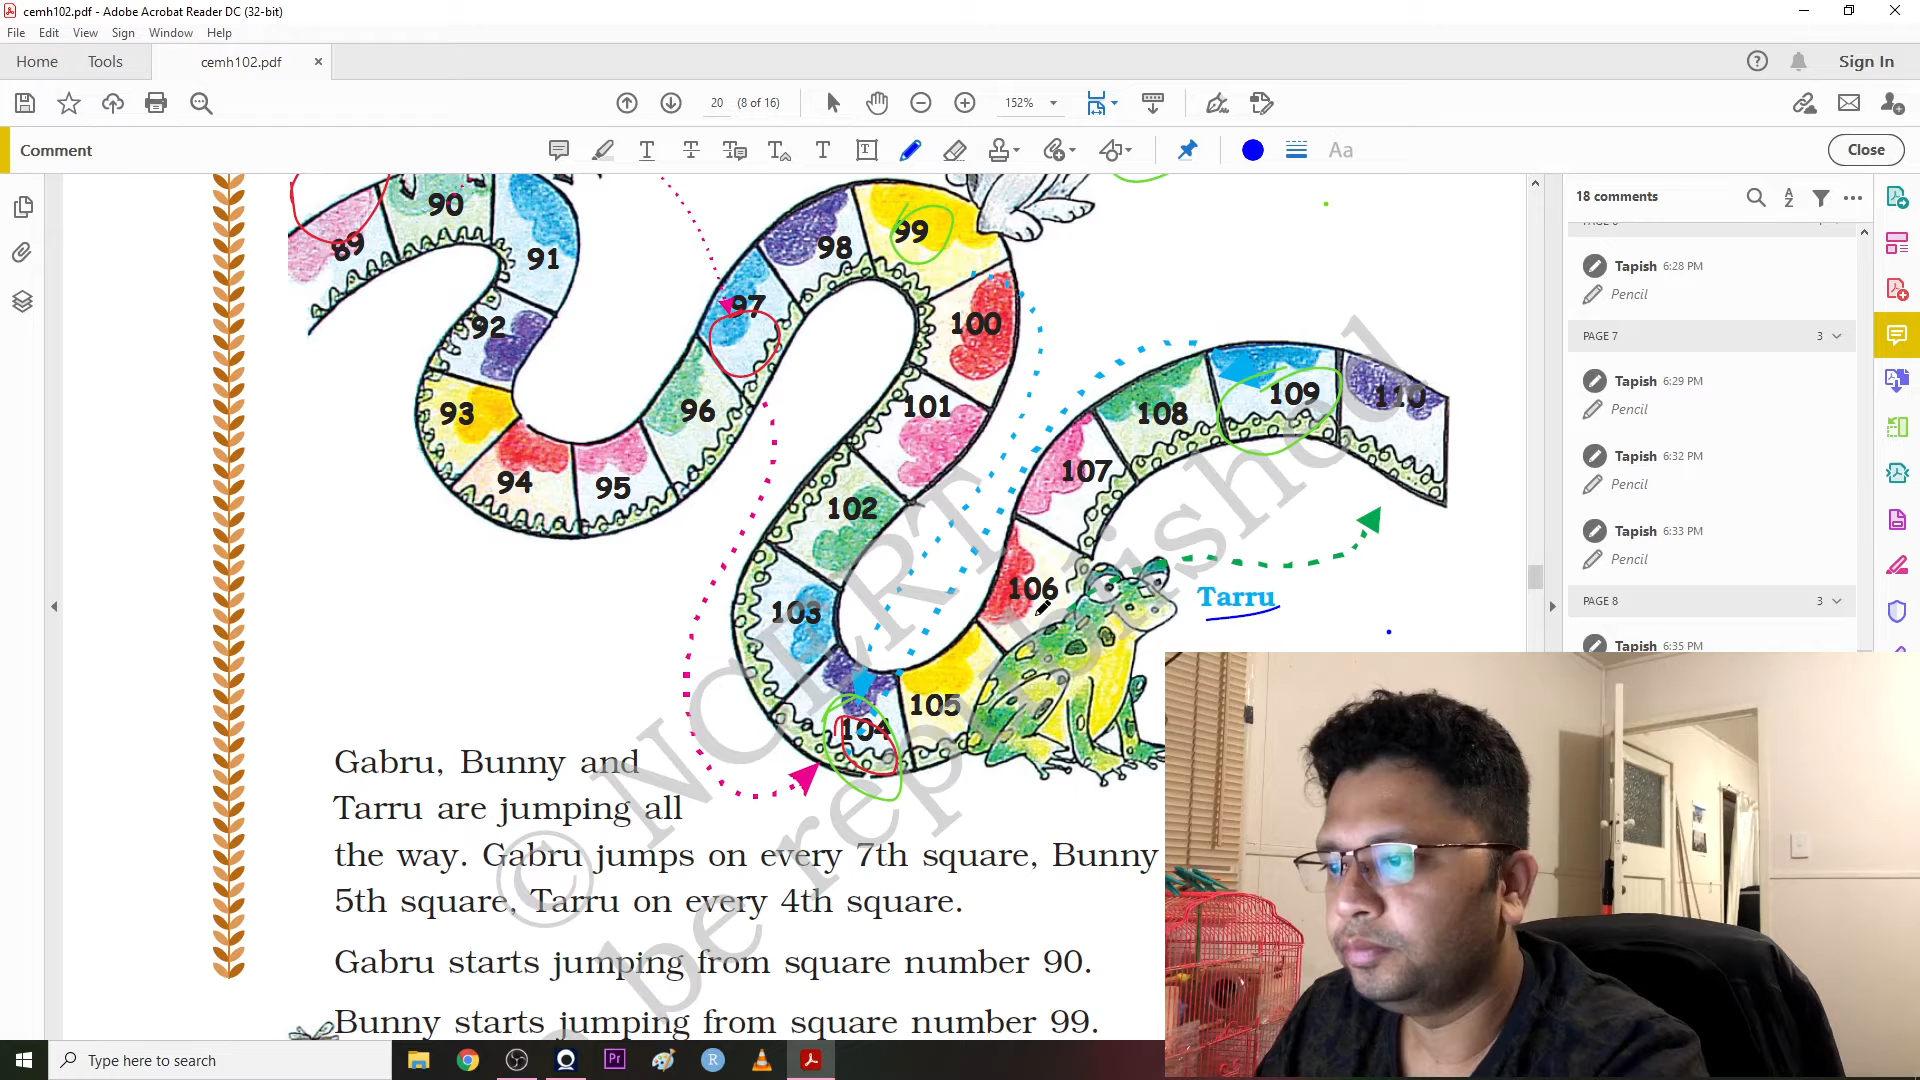 cemh102.pdf - Adobe Acrobat Reader DC (32-bit)
File Edit View Sign Window Help
Home Tools cemh102.pdf × Sign In
20 (8 of 16) 152%
Comment Close
18 comments
Tapish 6:28 PM
Pencil
PAGE 7 3
Tapish 6:29 PM
Pencil
Tapish 6:32 PM
Pencil
Tapish 6:33 PM
Pencil
PAGE 8 3
Tapish 6:35 PM
89
90
91
92
93
94
95
96
97
98
99
100
101
102
103
104
105
106
107
108
109
110
Tarru
© NCERT
be republished
Gabru, Bunny and
Tarru are jumping all
the way. Gabru jumps on every 7th square, Bunny
5th square, Tarru on every 4th square.
Gabru starts jumping from square number 90.
Bunny starts jumping from square number 99.
Type here to search